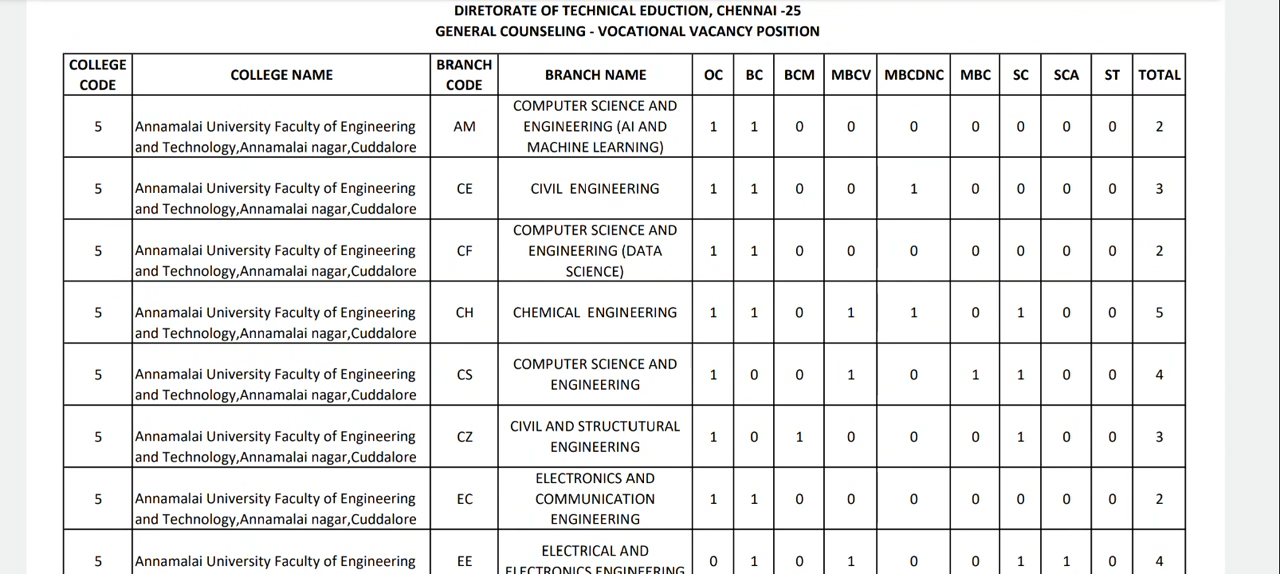 DIRETORATE OF TECHNICAL EDUCTION, CHENNAI -25
GENERAL COUNSELING - VOCATIONAL VACANCY POSITION
COLLEGE CODE COLLEGE NAME BRANCH CODE BRANCH NAME OC BC BCM MBCV MBCDNC MBC SC SCA ST TOTAL
5 Annamalai University Faculty of Engineering and Technology,Annamalai nagar,Cuddalore AM COMPUTER SCIENCE AND ENGINEERING (AI AND MACHINE LEARNING) 1 1 0 0 0 0 0 0 0 2
5 Annamalai University Faculty of Engineering and Technology,Annamalai nagar,Cuddalore CE CIVIL ENGINEERING 1 1 0 0 1 0 0 0 0 3
5 Annamalai University Faculty of Engineering and Technology,Annamalai nagar,Cuddalore CF COMPUTER SCIENCE AND ENGINEERING (DATA SCIENCE) 1 1 0 0 0 0 0 0 0 2
5 Annamalai University Faculty of Engineering and Technology,Annamalai nagar,Cuddalore CH CHEMICAL ENGINEERING 1 1 0 1 1 0 1 0 0 5
5 Annamalai University Faculty of Engineering and Technology,Annamalai nagar,Cuddalore CS COMPUTER SCIENCE AND ENGINEERING 1 0 0 1 0 1 1 0 0 4
5 Annamalai University Faculty of Engineering and Technology,Annamalai nagar,Cuddalore CZ CIVIL AND STRUCTUTURAL ENGINEERING 1 0 1 0 0 0 1 0 0 3
5 Annamalai University Faculty of Engineering and Technology,Annamalai nagar,Cuddalore EC ELECTRONICS AND COMMUNICATION ENGINEERING 1 1 0 0 0 0 0 0 0 2
5 Annamalai University Faculty of Engineering EE ELECTRICAL AND ELECTRONICS ENGINEERING 0 1 0 1 0 0 1 1 0 4